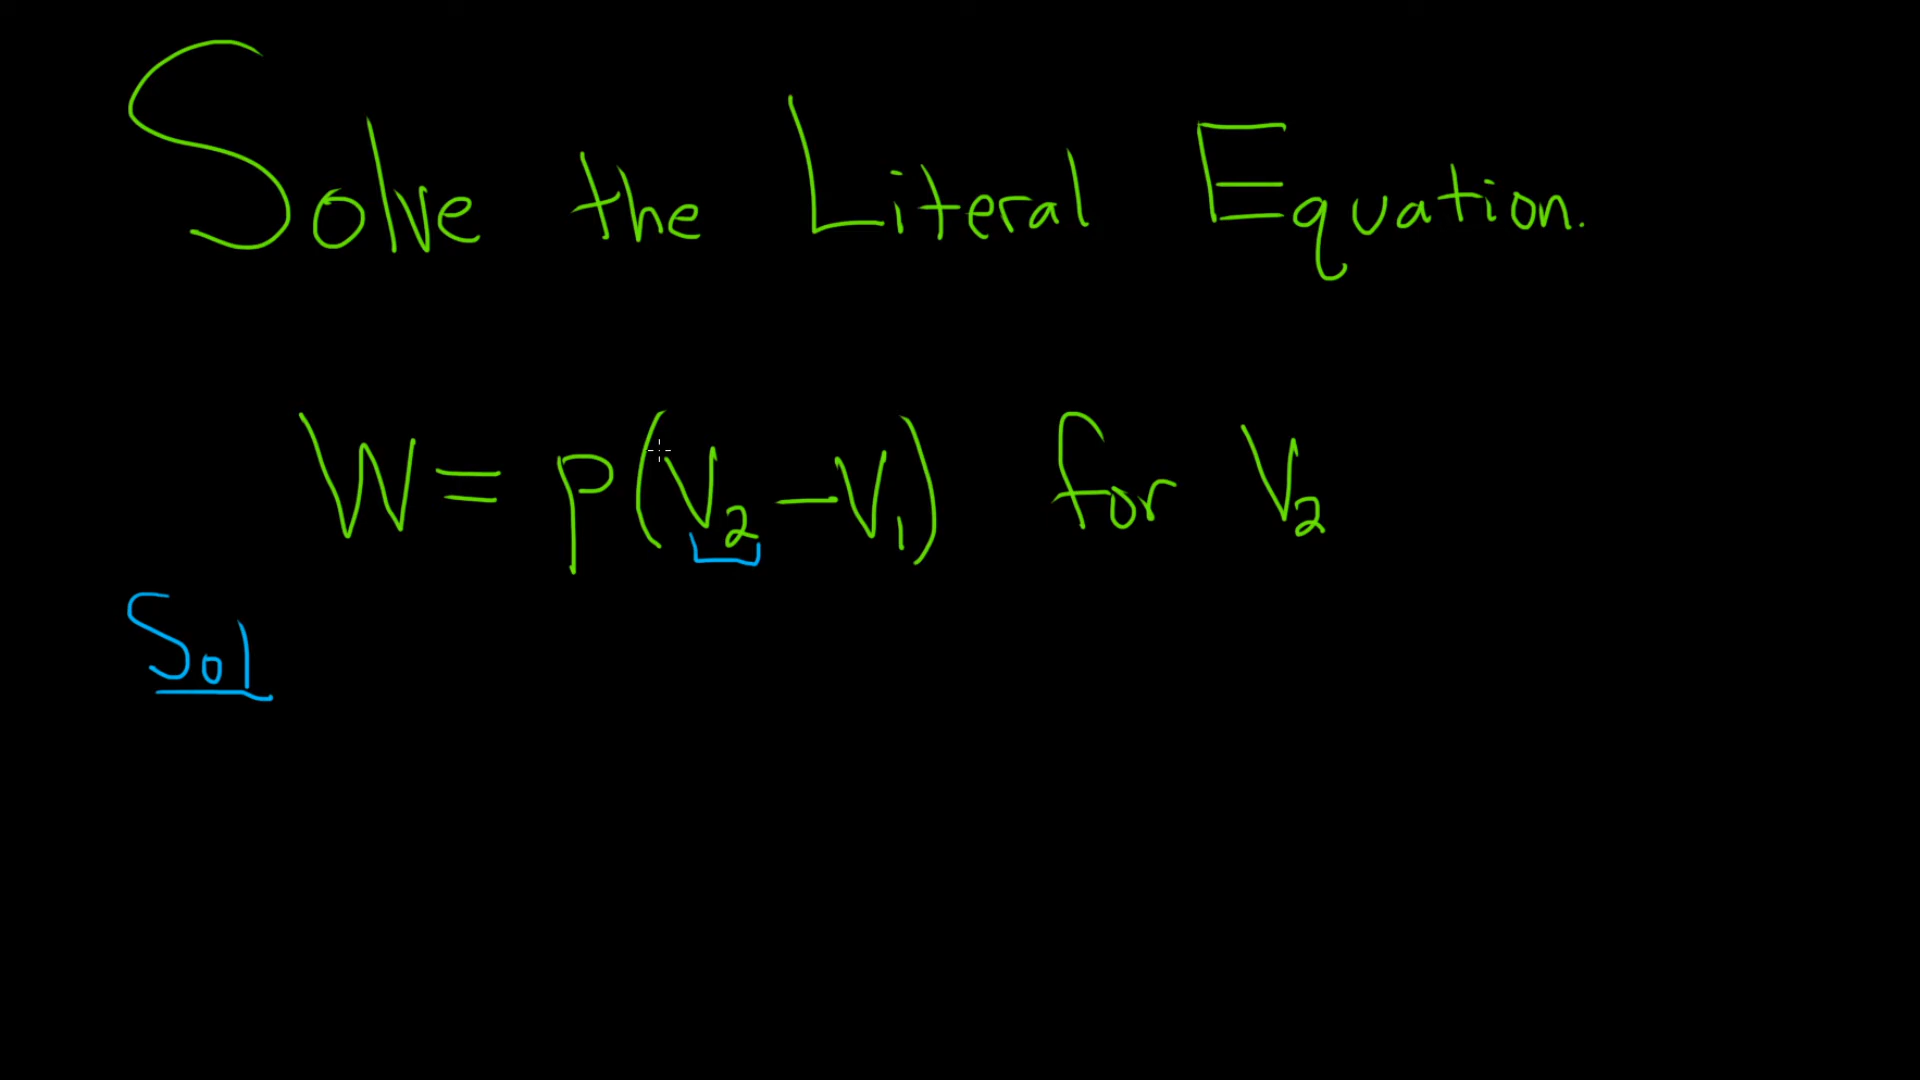 Solve the Literal Equation.
W = P(V₂ - V₁) for V₂
Sol